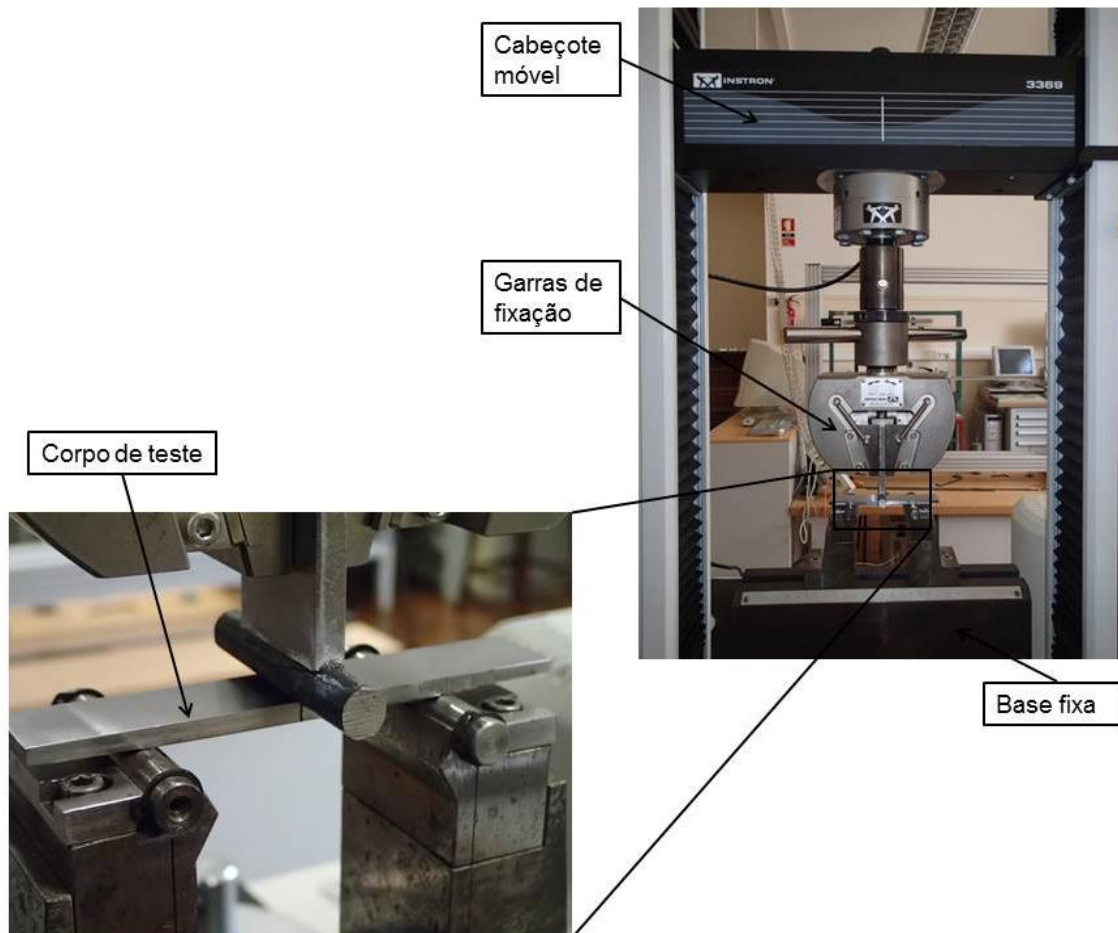 Cabeçote
móvel
INSTRON
3369
Garras de
fixação
Corpo de teste
Base fixa